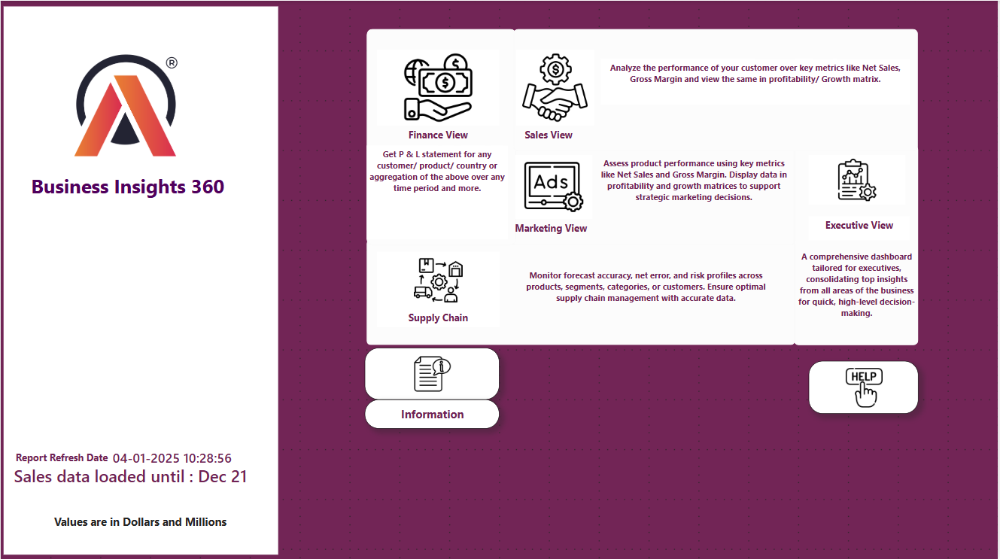 ®
Business Insights 360
Report Refresh Date 04-01-2025 10:28:56
Sales data loaded until : Dec 21
Values are in Dollars and Millions
Finance View
Get P & L statement for any
customer/ product/ country or
aggregation of the above over any
time period and more.
Sales View
Analyze the performance of your customer over key metrics like Net Sales,
Gross Margin and view the same in profitability/ Growth matrix.
Ads
Marketing View
Assess product performance using key metrics
like Net Sales and Gross Margin. Display data in
profitability and growth matrices to support
strategic marketing decisions.
Executive View
A comprehensive dashboard
tailored for executives,
consolidating top insights
from all areas of the business
for quick, high-level decision-
making.
Supply Chain
Monitor forecast accuracy, net error, and risk profiles across
products, segments, categories, or customers. Ensure optimal
supply chain management with accurate data.
Information
HELP